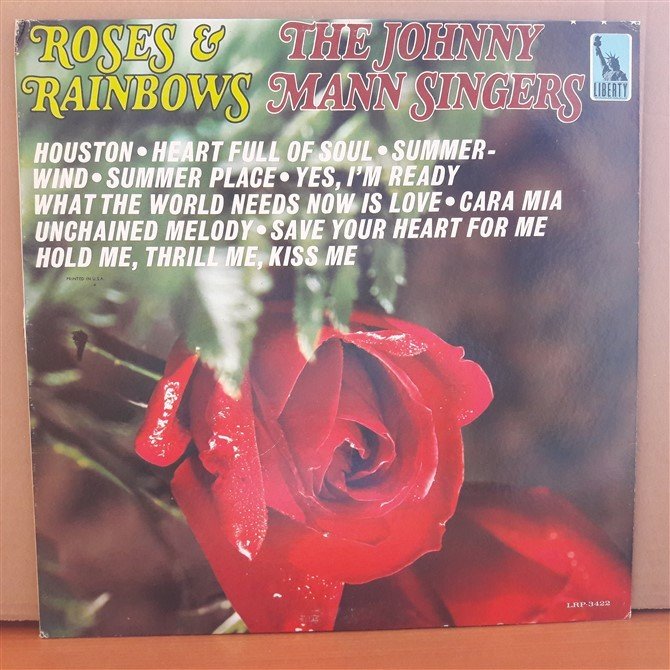 ROSES & THE JOHNNY
RAINBOWS MANN SINGERS
LIBERTY
HOUSTON • HEART FULL OF SOUL • SUMMER-
WIND • SUMMER PLACE • YES, I'M READY
WHAT THE WORLD NEEDS NOW IS LOVE • CARA MIA
UNCHAINED MELODY • SAVE YOUR HEART FOR ME
HOLD ME, THRILL ME, KISS ME
PRINTED IN U.S.A.
LRP-3422